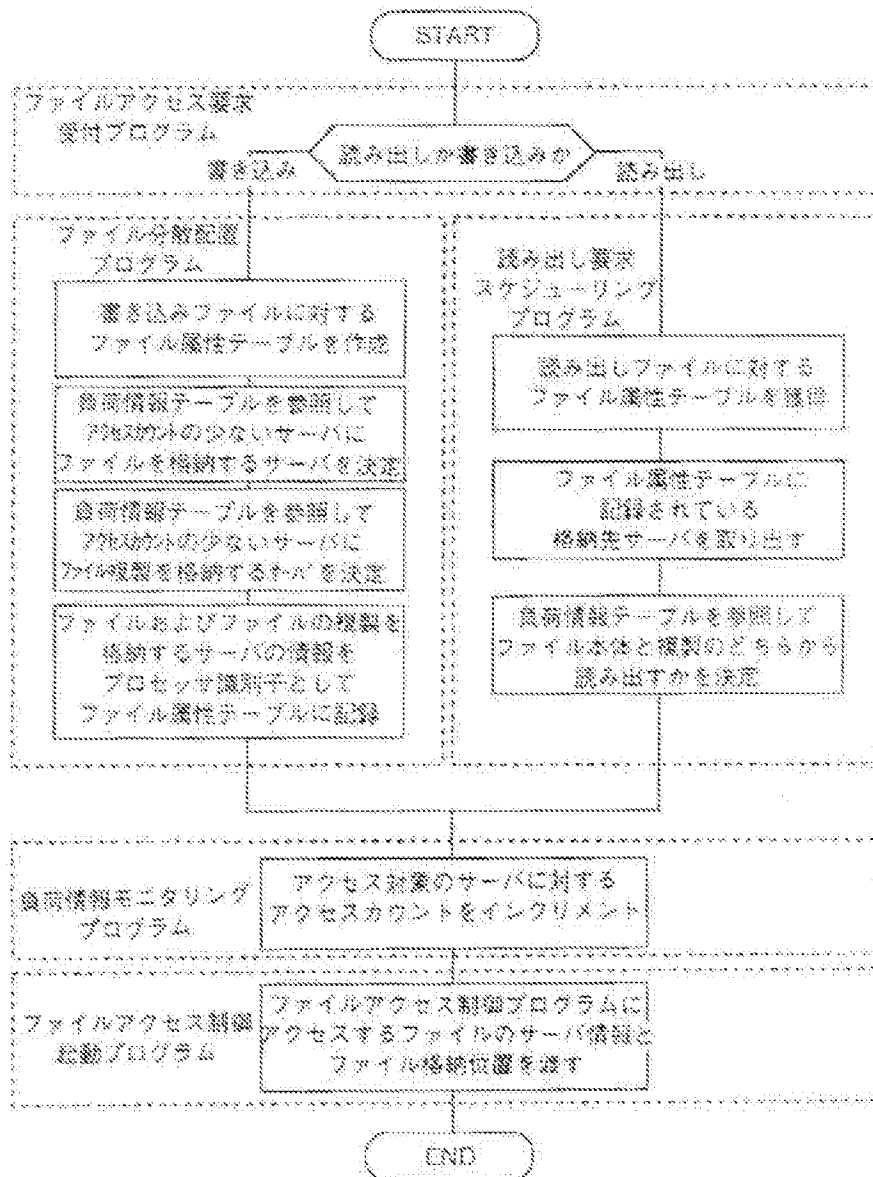 START
ファイルアクセス要求
受付プログラム
読み出しか書き込みか
書き込み
読み出し
ファイル分散配置
プログラム
書き込みファイルに対する
ファイル属性テーブルを作成
負荷情報テーブルを参照して
アクセスカウントの少ないサーバに
ファイルを格納するサーバを決定
負荷情報テーブルを参照して
アクセスカウントの少ないサーバに
ファイル複製を格納するサーバを決定
ファイルおよびファイルの複製を
格納するサーバの情報を
プロセッサ識別子として
ファイル属性テーブルに記録
読み出し要求
スケジューリング
プログラム
読み出しファイルに対する
ファイル属性テーブルを獲得
ファイル属性テーブルに
記録されている
格納先サーバを取り出す
負荷情報テーブルを参照して
ファイル本体と複製のどちらから
読み出すかを決定
負荷情報モニタリング
プログラム
アクセス対象のサーバに対する
アクセスカウントをインクリメント
ファイルアクセス制御
起動プログラム
ファイルアクセス制御プログラムに
アクセスするファイルのサーバ情報と
ファイル格納位置を渡す
END